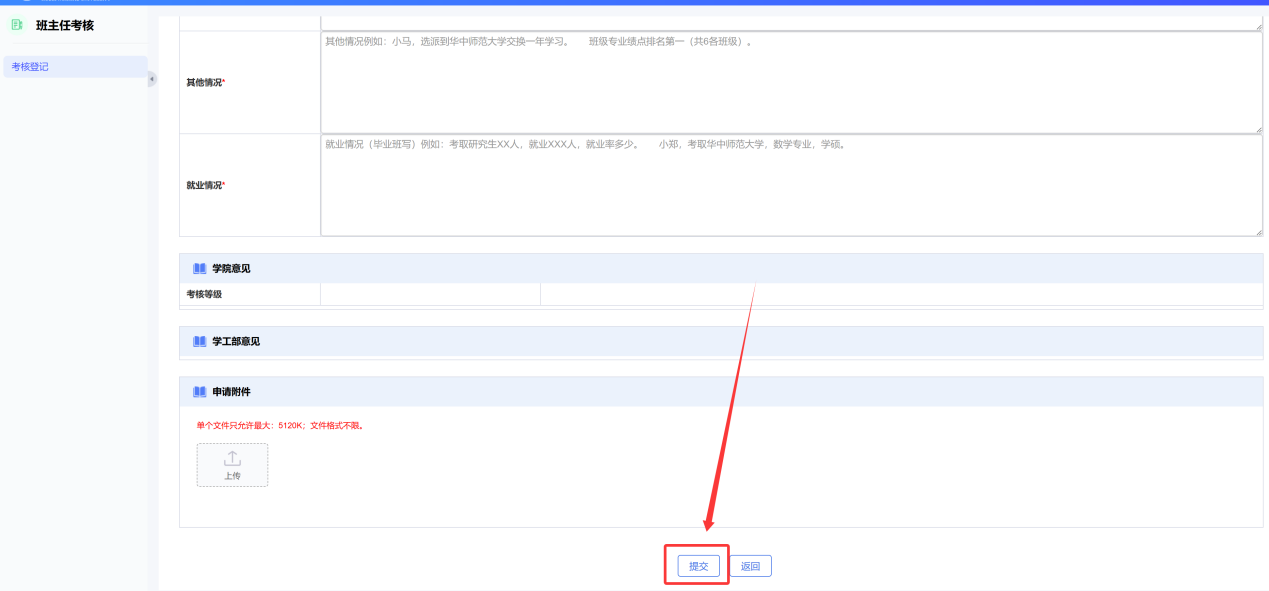 班主任考核
考核登记
其他情况*
其他情况例如：小马，选派到华中师范大学交换一年学习。 班级专业绩点排名第一（共6各班级）。
就业情况*
就业情况（毕业班写）例如：考取研究生XX人，就业XXX人，就业率多少。 小郑，考取华中师范大学，数学专业，学硕。
学院意见
考核等级
学工部意见
申请附件
单个文件只允许最大：5120K；文件格式不限。
上传
提交 返回